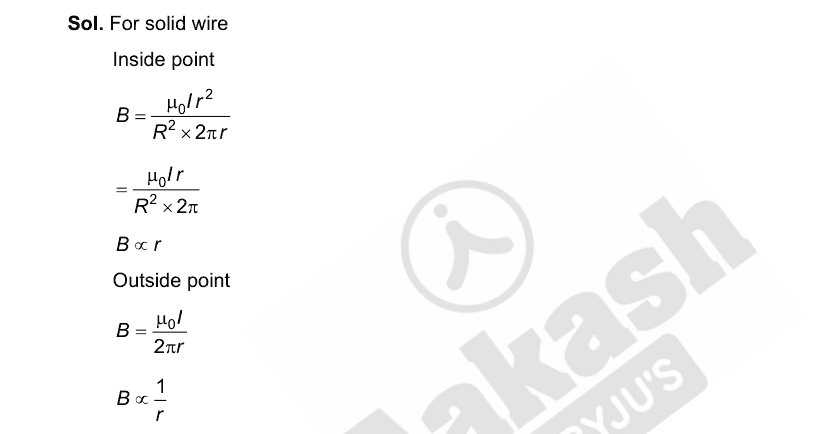 Sol. For solid wire
Inside point
B = μ₀Ir² / R² × 2πr
= μ₀Ir / R² × 2π
B ∝ r
Outside point
B = μ₀I / 2πr
B ∝ 1 / r
Aakash
BYJU'S